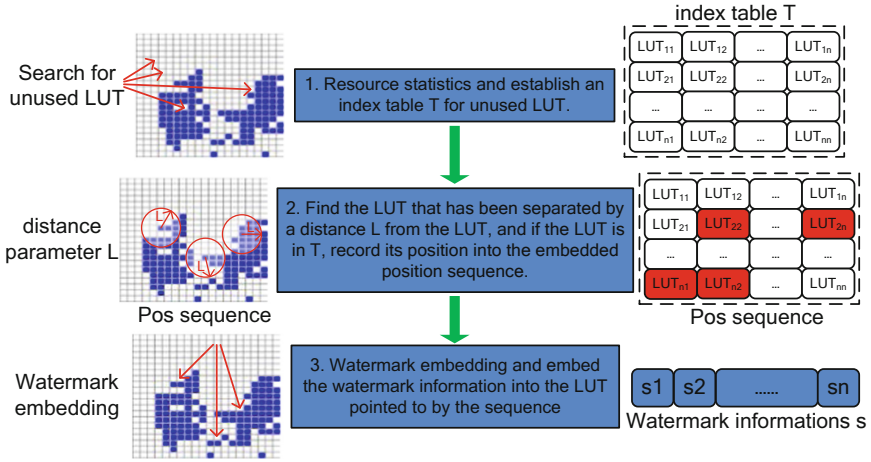 index table T
Search for
unused LUT
1. Resource statistics and establish an
index table T for unused LUT.
LUT11 LUT12 ... LUT1n
LUT21 LUT22 ... LUT2n
... ... ... ...
LUTn1 LUTn2 ... LUTnn
distance
parameter L
L L L
2. Find the LUT that has been separated by
a distance L from the LUT, and if the LUT is
in T, record its position into the embedded
position sequence.
LUT11 LUT12 ... LUT1n
LUT21 LUT22 ... LUT2n
... ... ... ...
LUTn1 LUTn2 ... LUTnn
Pos sequence
Pos sequence
Watermark
embedding
3. Watermark embedding and embed
the watermark information into the LUT
pointed to by the sequence
s1 s2 ...... sn
Watermark informations s